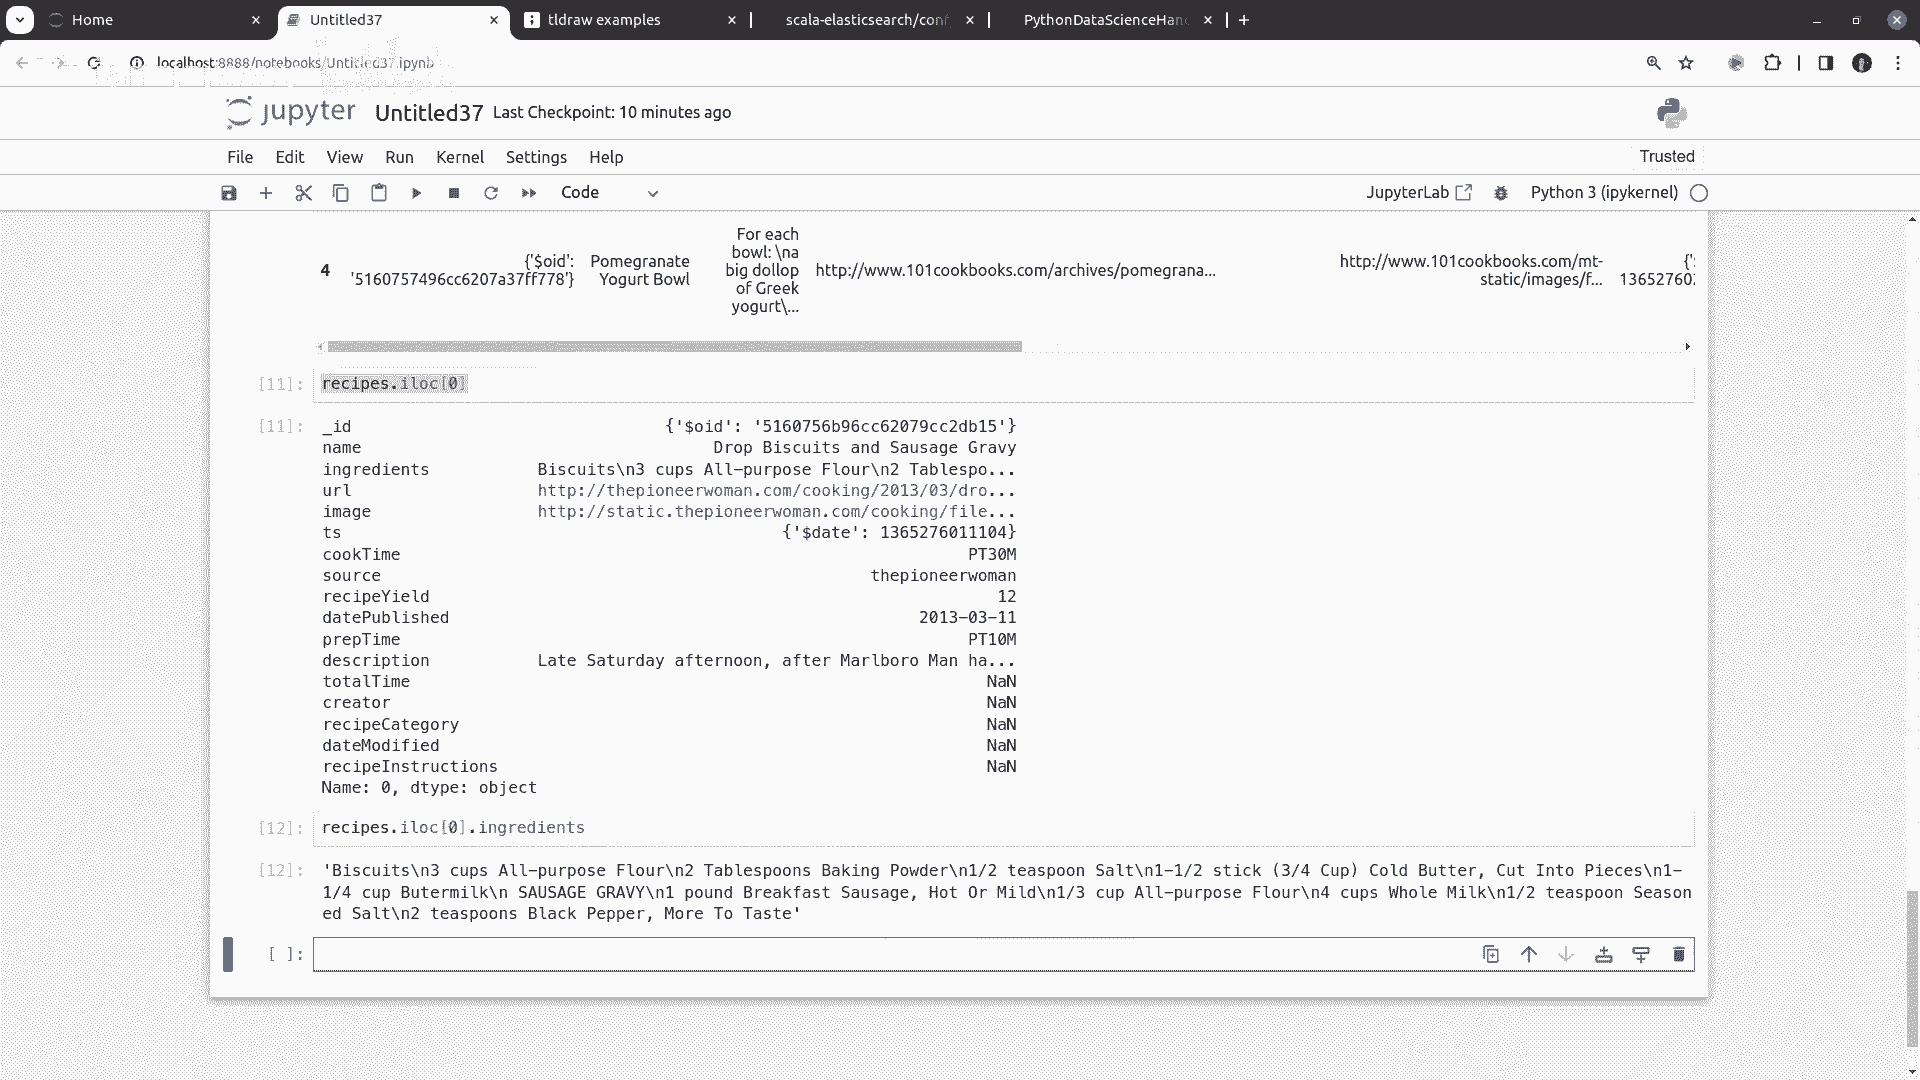 Home
Untitled37
tldraw examples
scala-elasticsearch/conf
PythonDataScienceHan
localhost:8888/notebooks/Untitled37.ipynb
jupyter
Untitled37
Last Checkpoint: 10 minutes ago
File Edit View Run Kernel Settings Help
Trusted
Code
JupyterLab
Python 3 (ipykernel)
For each
bowl: \na
big dollop
of Greek
yogurt\...
4
{'$oid':
'5160757496cc6207a37ff778'}
Pomegranate
Yogurt Bowl
http://www.101cookbooks.com/archives/pomegrana...
http://www.101cookbooks.com/mt-
static/images/f...
{'$
13652760
[11]: recipes.iloc[0]
[11]: _id {'$oid': '5160756b96cc62079cc2db15'}
name Drop Biscuits and Sausage Gravy
ingredients Biscuits\n3 cups All-purpose Flour\n2 Tablespo...
url http://thepioneerwoman.com/cooking/2013/03/dro...
image http://static.thepioneerwoman.com/cooking/file...
ts {'$date': 1365276011104}
cookTime PT30M
source thepioneerwoman
recipeYield 12
datePublished 2013-03-11
prepTime PT10M
description Late Saturday afternoon, after Marlboro Man ha...
totalTime NaN
creator NaN
recipeCategory NaN
dateModified NaN
recipeInstructions NaN
Name: 0, dtype: object
[12]: recipes.iloc[0].ingredients
[12]: 'Biscuits\n3 cups All-purpose Flour\n2 Tablespoons Baking Powder\n1/2 teaspoon Salt\n1-1/2 stick (3/4 Cup) Cold Butter, Cut Into Pieces\n1-
1/4 cup Butermilk\n SAUSAGE GRAVY\n1 pound Breakfast Sausage, Hot Or Mild\n1/3 cup All-purpose Flour\n4 cups Whole Milk\n1/2 teaspoon Season
ed Salt\n2 teaspoons Black Pepper, More To Taste'
[ ]: